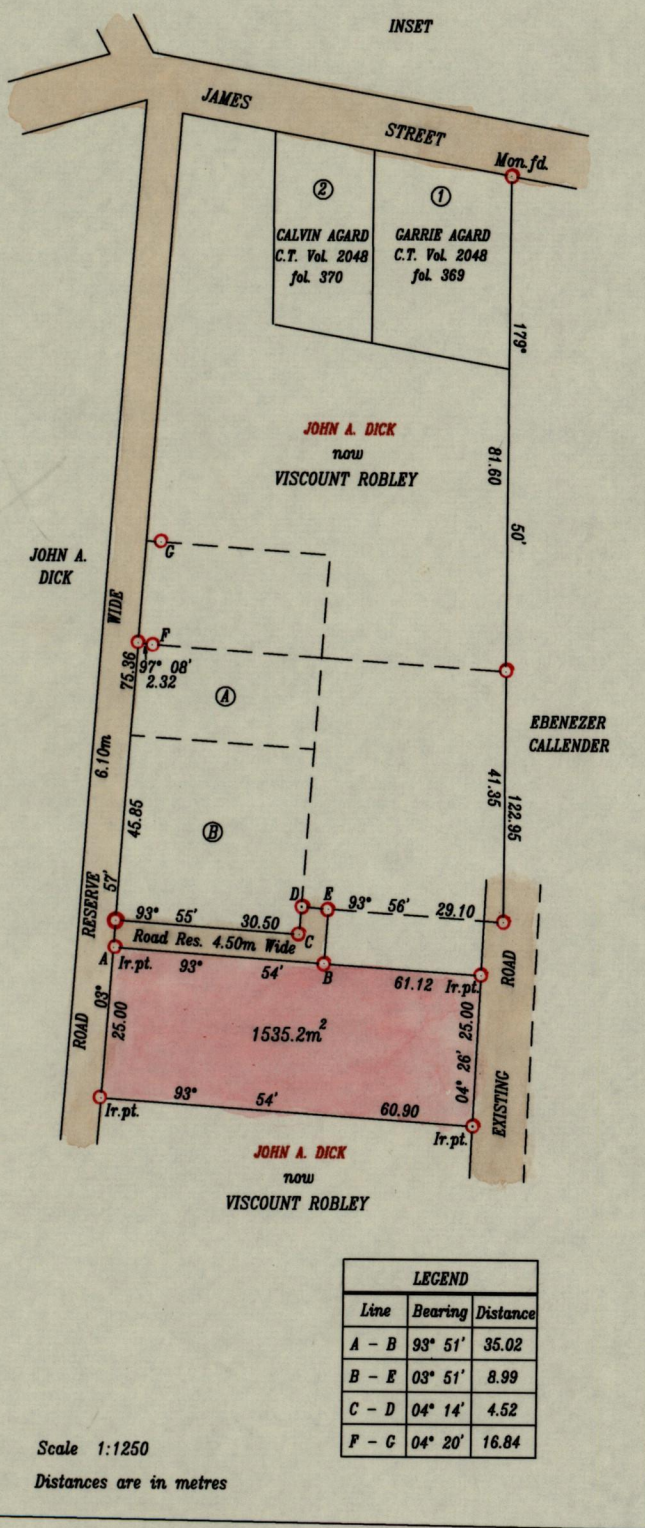 INSET
JAMES STREET
Mon.fd.
②
CALVIN AGARD
C.T. Vol. 2048
fol. 370
①
GARRIE AGARD
C.T. Vol. 2048
fol. 369
179° 50'
81.60
JOHN A. DICK
now
VISCOUNT ROBLEY
JOHN A.
DICK
G
F
97° 08'
2.32
75.36
WIDE
6.10m
RESERVE
ROAD
Ⓐ
EBENEZER
CALLENDER
41.35
122.95
45.85
Ⓑ
03° 57'
D E 93° 56' 29.10
93° 55' 30.50
C
Road Res. 4.50m Wide
A Ir.pt. 93° 54' B 61.12 Ir.pt.
25.00
1535.2m²
04° 26' 25.00
EXISTING ROAD
93° 54' 60.90
Ir.pt.
Ir.pt.
JOHN A. DICK
now
VISCOUNT ROBLEY
LEGEND
Line Bearing Distance
A - B 93° 51' 35.02
B - E 03° 51' 8.99
C - D 04° 14' 4.52
F - G 04° 20' 16.84
Scale 1:1250
Distances are in metres